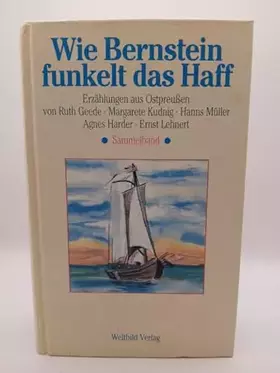 Wie Bernstein
funkelt das Haff
Erzählungen aus Ostpreußen
von Ruth Geede · Margarete Kudnig · Hanns Müller
Agnes Harder · Ernst Lehnert
• Sammelband •
Weltbild Verlag